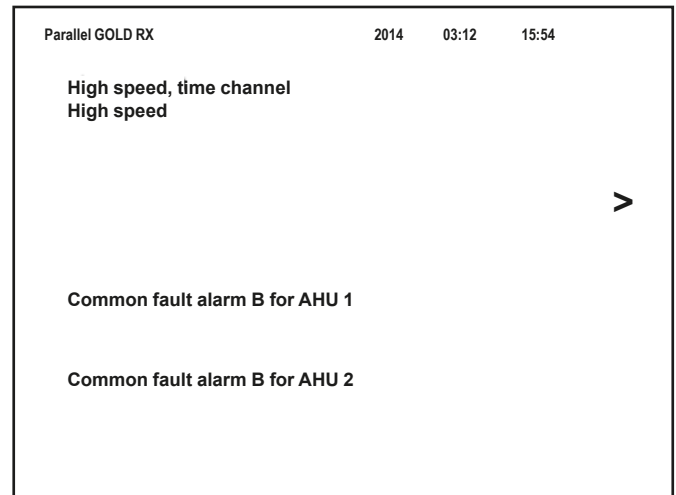 Parallel GOLD RX 2014 03:12 15:54
High speed, time channel
High speed
>
Common fault alarm B for AHU 1
Common fault alarm B for AHU 2